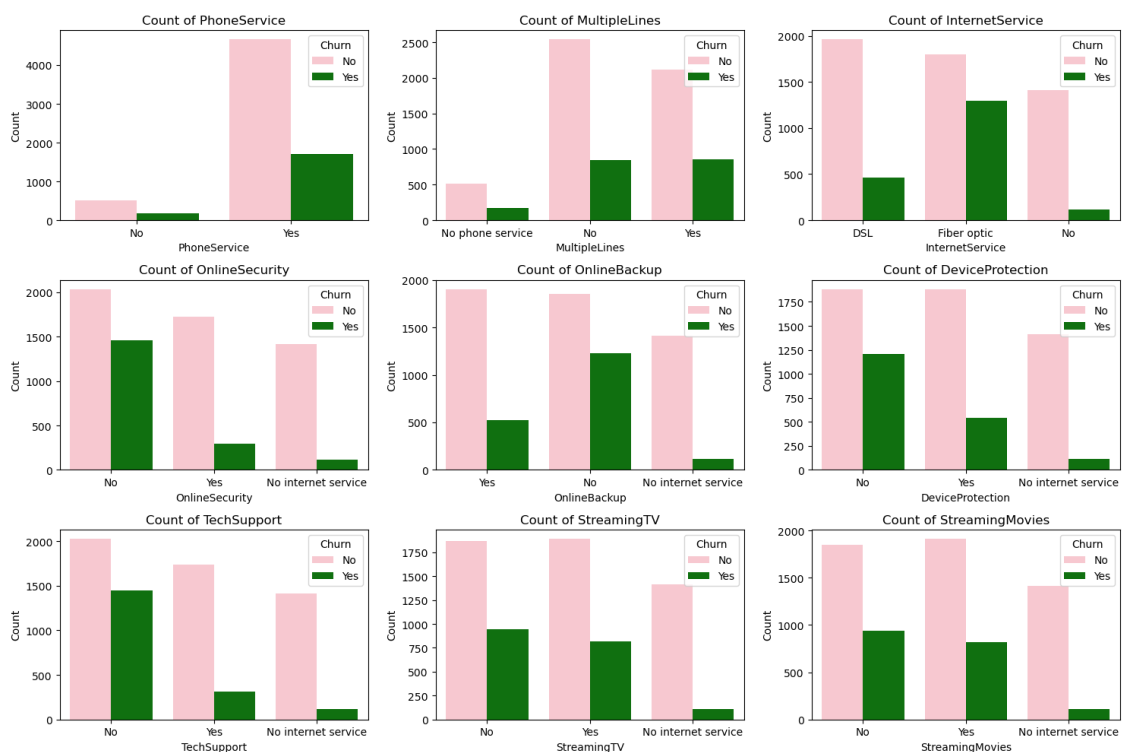 Count of PhoneService
Churn
No
Yes
4000
3000
2000
1000
0
Count
No Yes
PhoneService
Count of MultipleLines
Churn
No
Yes
2500
2000
1500
1000
500
0
Count
No phone service No Yes
MultipleLines
Count of InternetService
Churn
No
Yes
2000
1500
1000
500
0
Count
DSL Fiber optic No
InternetService
Count of OnlineSecurity
Churn
No
Yes
2000
1500
1000
500
0
Count
No Yes No internet service
OnlineSecurity
Count of OnlineBackup
Churn
No
Yes
2000
1500
1000
500
0
Count
Yes No No internet service
OnlineBackup
Count of DeviceProtection
Churn
No
Yes
1750
1500
1250
1000
750
500
250
0
Count
No Yes No internet service
DeviceProtection
Count of TechSupport
Churn
No
Yes
2000
1500
1000
500
0
Count
No Yes No internet service
TechSupport
Count of StreamingTV
Churn
No
Yes
1750
1500
1250
1000
750
500
250
0
Count
No Yes No internet service
StreamingTV
Count of StreamingMovies
Churn
No
Yes
2000
1500
1000
500
0
Count
No Yes No internet service
StreamingMovies